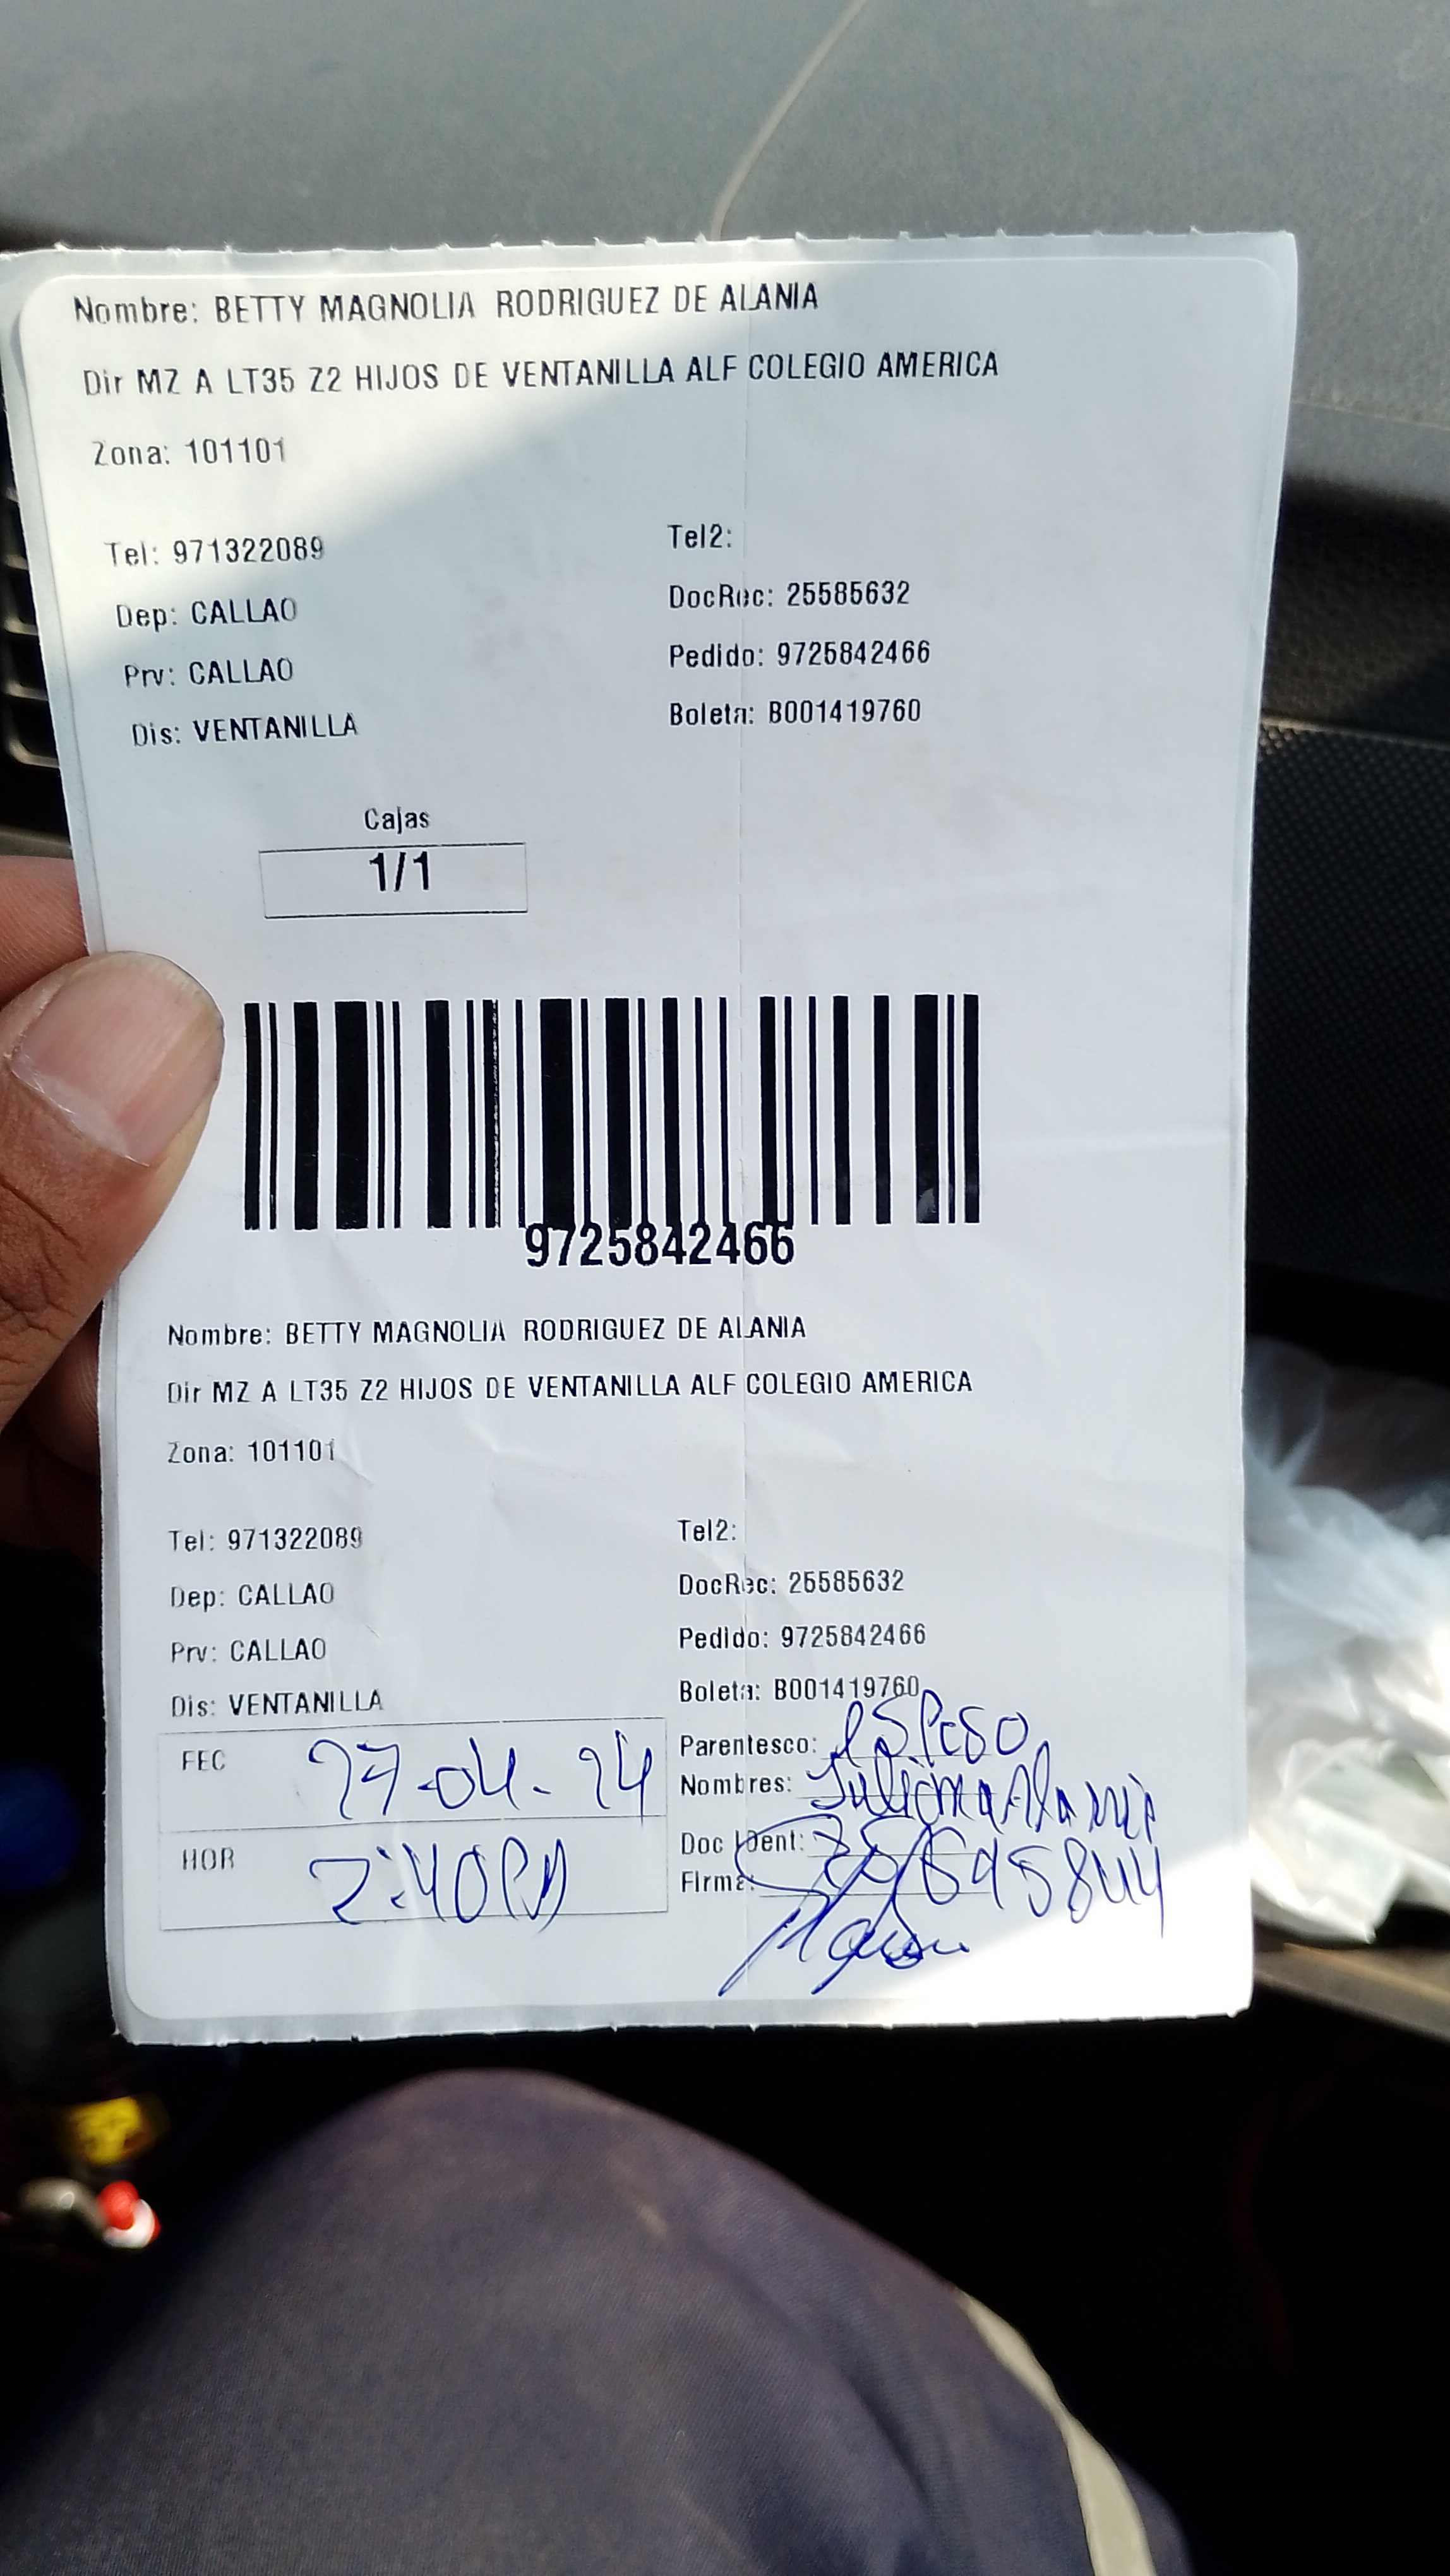 Nombre: BETTY MAGNOLIA RODRIGUEZ DE ALANIA
Dir MZ A LT35 Z2 HIJOS DE VENTANILLA ALF COLEGIO AMERICA
Zona: 101101
Tel: 971322089 Tel2:
Dep: CALLAO DocRec: 25585632
Prv: CALLAO Pedido: 9725842466
Dis: VENTANILLA Boleta: B001419760
Cajas
1/1
9725842466
Nombre: BETTY MAGNOLIA RODRIGUEZ DE ALANIA
Dir MZ A LT35 Z2 HIJOS DE VENTANILLA ALF COLEGIO AMERICA
Zona: 101101
Tel: 971322089 Tel2:
Dep: CALLAO DocRec: 25585632
Prv: CALLAO Pedido: 9725842466
Dis: VENTANILLA Boleta: B001419760
FEC 27-04-24 Parentesco: esposo
Nombres: Alania
HOR 2:40PM Doc Ident:
Firma: